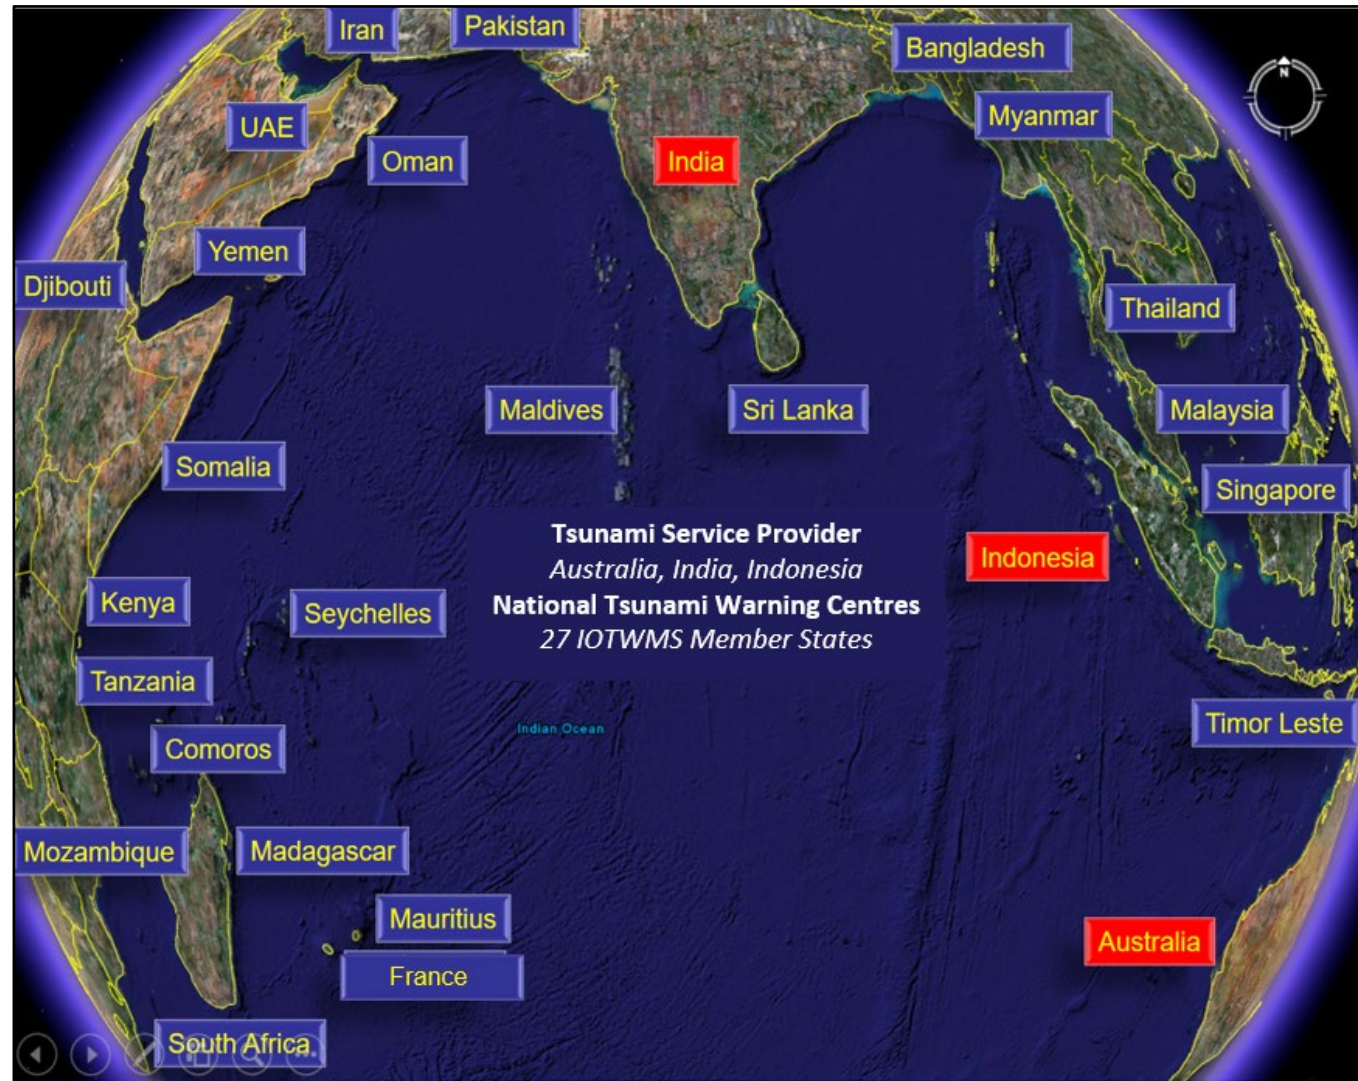 Iran
Pakistan
Bangladesh
N
Myanmar
UAE
Oman
India
Yemen
Djibouti
Thailand
Maldives
Sri Lanka
Malaysia
Somalia
Singapore
Tsunami Service Provider
Australia, India, Indonesia
National Tsunami Warning Centres
27 IOTWMS Member States
Indonesia
Kenya
Seychelles
Tanzania
Timor Leste
Indian Ocean
Comoros
Mozambique
Madagascar
Mauritius
Australia
France
South Africa